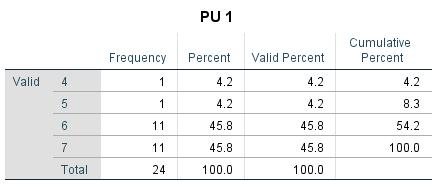 PU 1
Frequency Percent Valid Percent Cumulative Percent
Valid 4 1 4.2 4.2 4.2
5 1 4.2 4.2 8.3
6 11 45.8 45.8 54.2
7 11 45.8 45.8 100.0
Total 24 100.0 100.0